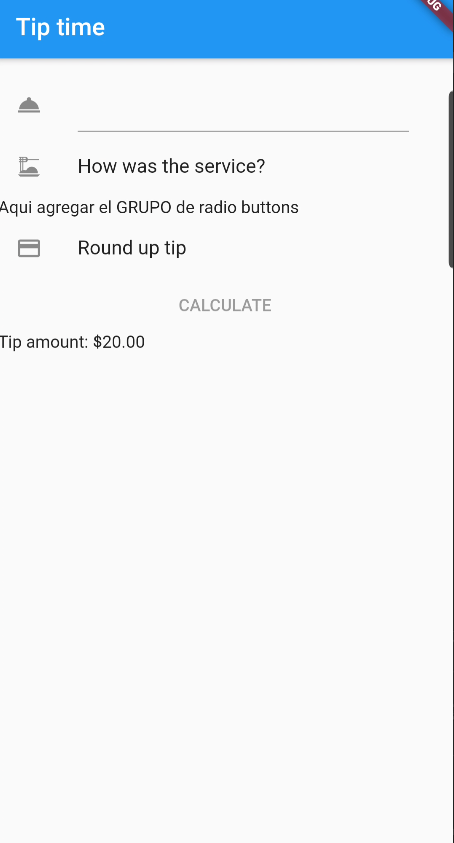 Tip time
How was the service?
Aqui agregar el GRUPO de radio buttons
Round up tip
CALCULATE
Tip amount: $20.00